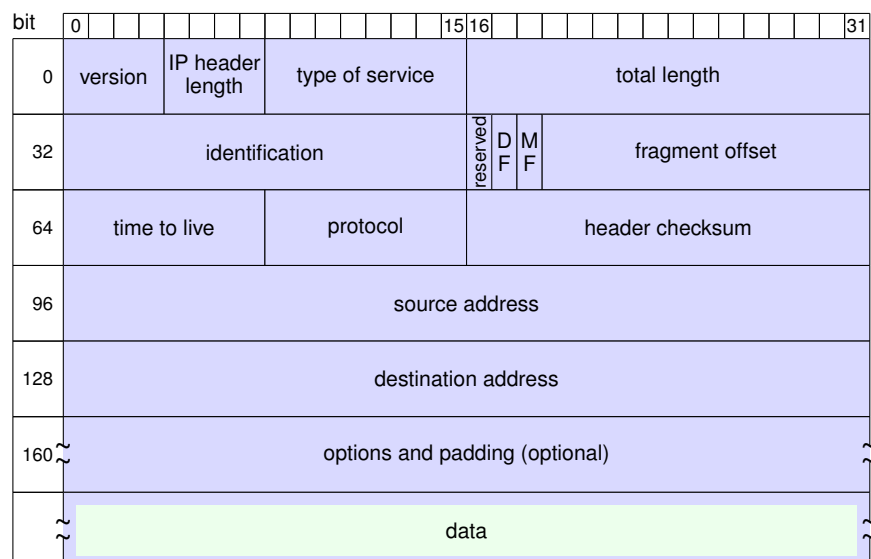 bit 0 15 16 31
0 version IP header length type of service total length
32 identification reserved DF MF fragment offset
64 time to live protocol header checksum
96 source address
128 destination address
160 options and padding (optional)
data